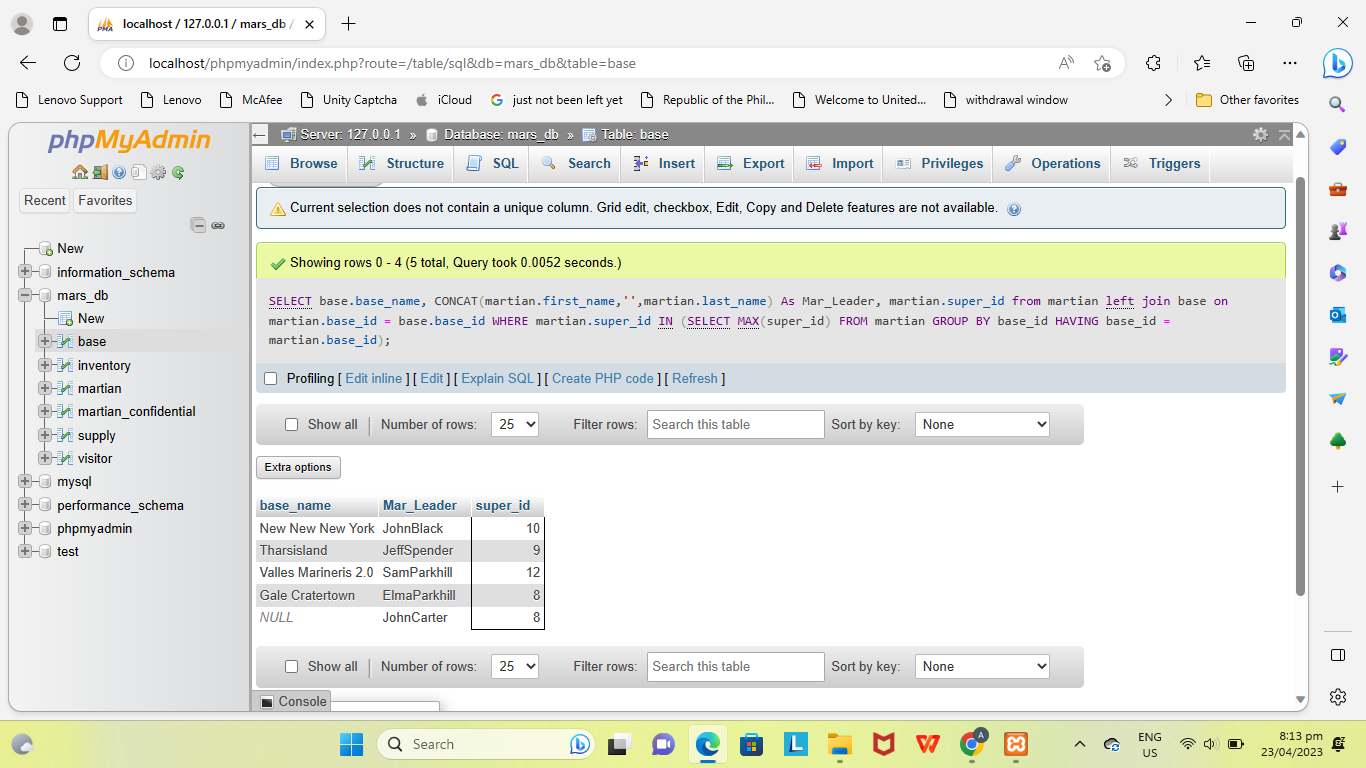 localhost / 127.0.0.1 / mars_db /
localhost/phpmyadmin/index.php?route=/table/sql&db=mars_db&table=base
Lenovo Support Lenovo McAfee Unity Captcha iCloud just not been left yet Republic of the Phil... Welcome to United... withdrawal window Other favorites
phpMyAdmin
Recent Favorites
New
information_schema
mars_db
New
base
inventory
martian
martian_confidential
supply
visitor
mysql
performance_schema
phpmyadmin
test
Server: 127.0.0.1 » Database: mars_db » Table: base
Browse Structure SQL Search Insert Export Import Privileges Operations Triggers
Current selection does not contain a unique column. Grid edit, checkbox, Edit, Copy and Delete features are not available.
Showing rows 0 - 4 (5 total, Query took 0.0052 seconds.)
SELECT base.base_name, CONCAT(martian.first_name,'',martian.last_name) As Mar_Leader, martian.super_id from martian left join base on
martian.base_id = base.base_id WHERE martian.super_id IN (SELECT MAX(super_id) FROM martian GROUP BY base_id HAVING base_id =
martian.base_id);
Profiling [ Edit inline ] [ Edit ] [ Explain SQL ] [ Create PHP code ] [ Refresh ]
Show all Number of rows: 25 Filter rows: Search this table Sort by key: None
Extra options
base_name Mar_Leader super_id
New New New York JohnBlack 10
Tharsisland JeffSpender 9
Valles Marineris 2.0 SamParkhill 12
Gale Cratertown ElmaParkhill 8
NULL JohnCarter 8
Show all Number of rows: 25 Filter rows: Search this table Sort by key: None
Console
Search
ENG
US
8:13 pm
23/04/2023